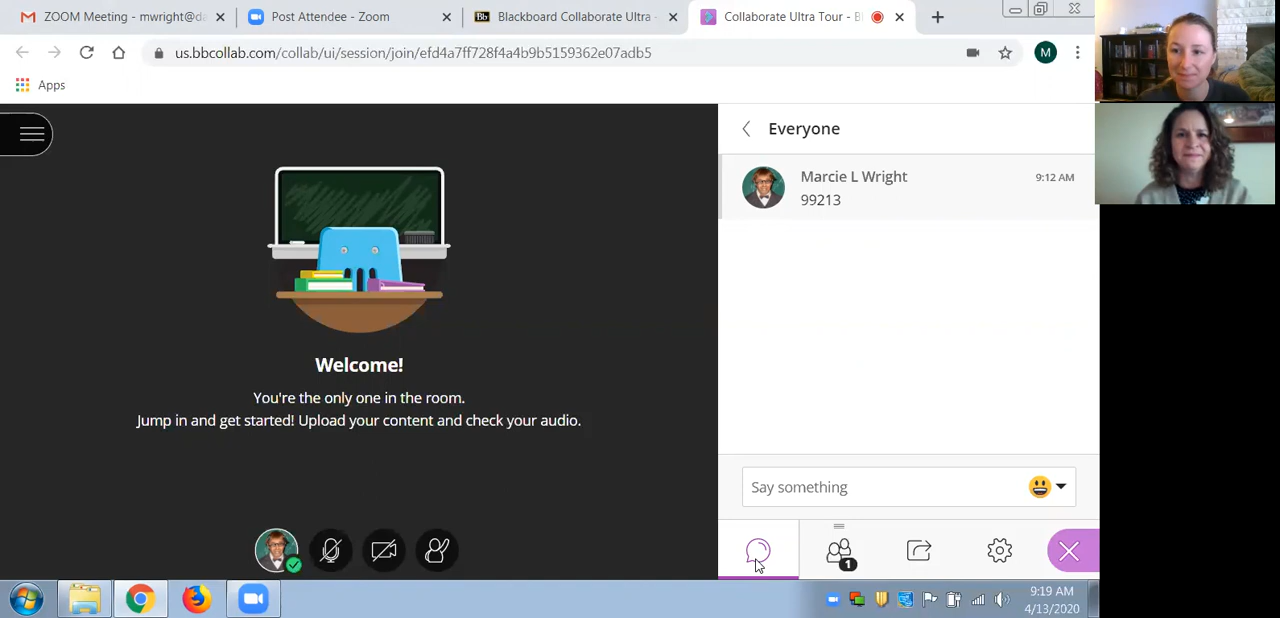 ZOOM Meeting - mwright@da
Post Attendee - Zoom
Bb Blackboard Collaborate Ultra -
Collaborate Ultra Tour - B
us.bbcollab.com/collab/ui/session/join/efd4a7ff728f4a4b9b5159362e07adb5
M
Apps
Everyone
Marcie L Wright 9:12 AM
99213
Welcome!
You're the only one in the room.
Jump in and get started! Upload your content and check your audio.
Say something
1
9:19 AM
4/13/2020